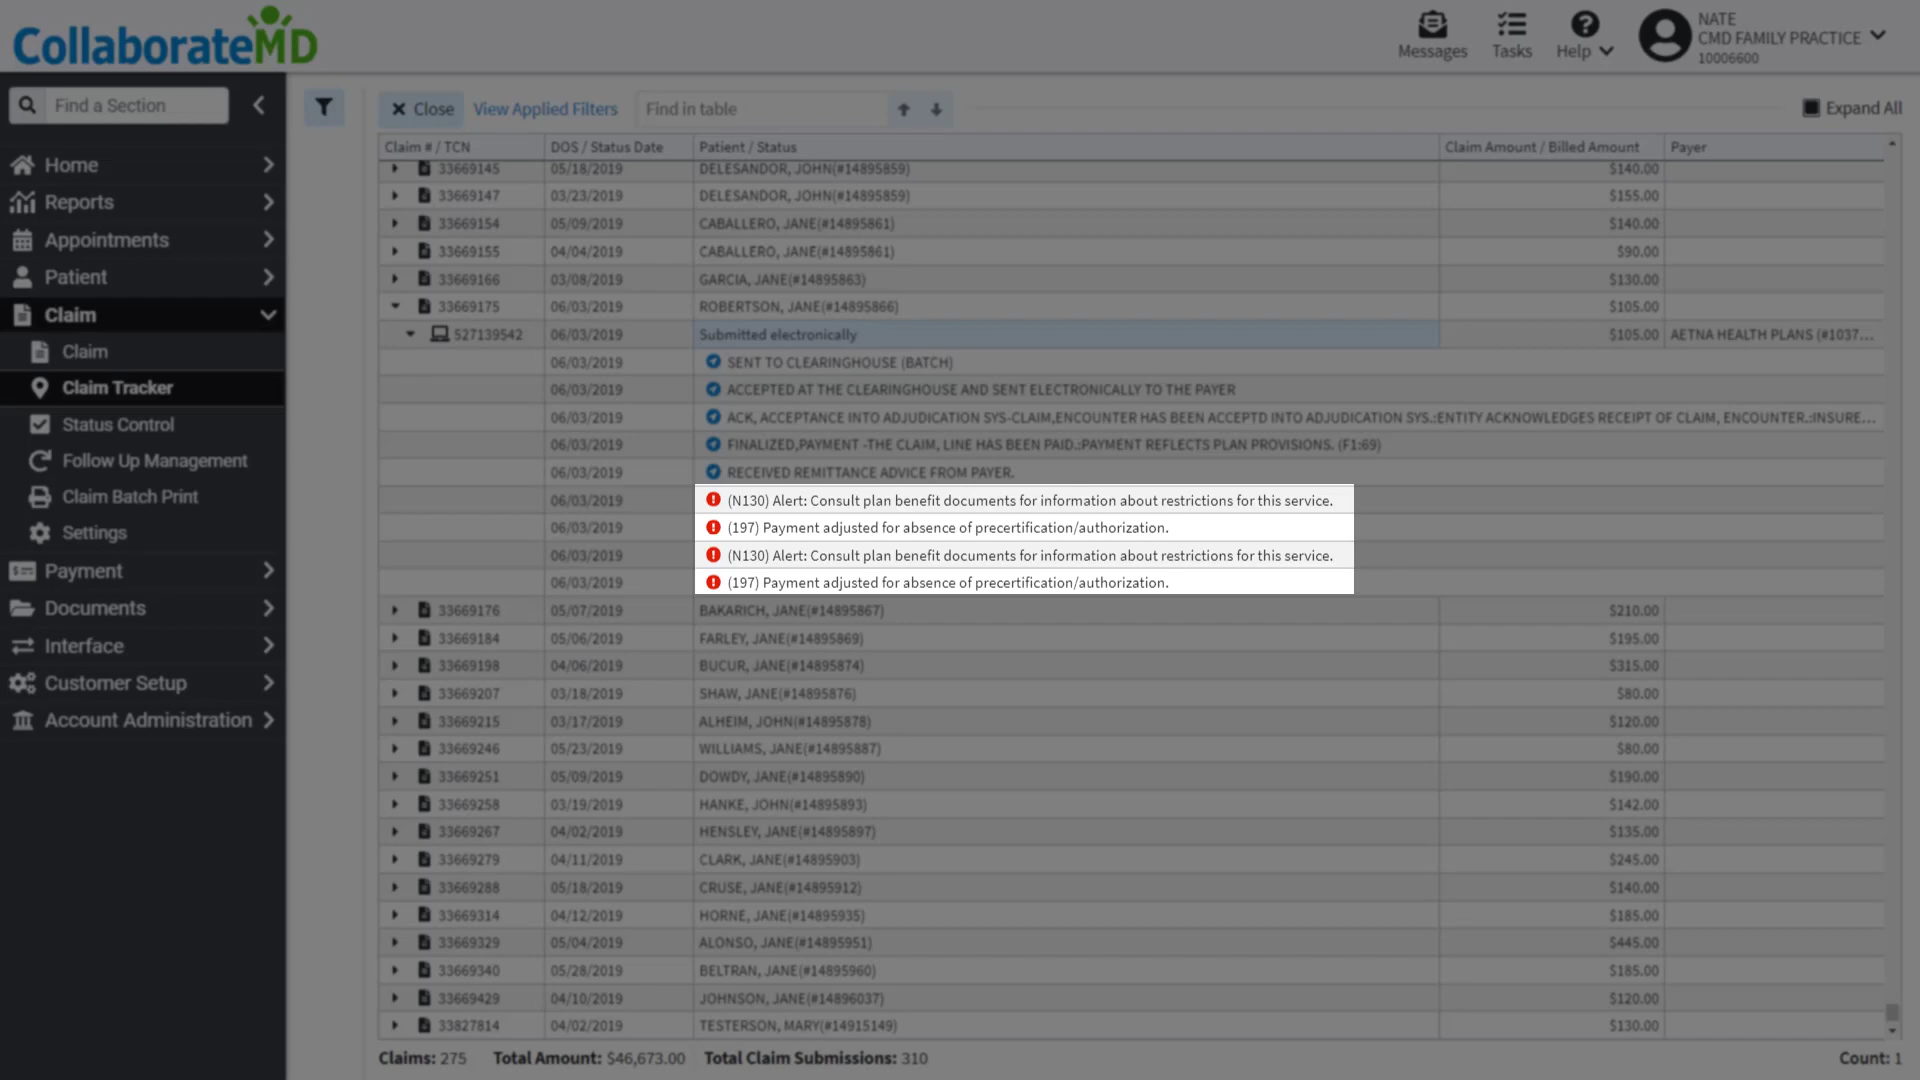 CollaborateMD
Messages
Tasks
Help
NATE
CMD FAMILY PRACTICE
10006600
Find a Section
Home
Reports
Appointments
Patient
Claim
Claim
Claim Tracker
Status Control
Follow Up Management
Claim Batch Print
Settings
Payment
Documents
Interface
Customer Setup
Account Administration
Close View Applied Filters Find in table Expand All
Claim # / TCN DOS / Status Date Patient / Status Claim Amount / Billed Amount Payer
33669145 05/18/2019 DELESANDOR, JOHN(#14895859) $140.00
33669147 03/23/2019 DELESANDOR, JOHN(#14895859) $155.00
33669154 05/09/2019 CABALLERO, JANE(#14895861) $140.00
33669155 04/04/2019 CABALLERO, JANE(#14895861) $90.00
33669166 03/08/2019 GARCIA, JANE(#14895863) $130.00
33669175 06/03/2019 ROBERTSON, JANE(#14895866) $105.00
527139542 06/03/2019 Submitted electronically $105.00 AETNA HEALTH PLANS (#1037...
06/03/2019 SENT TO CLEARINGHOUSE (BATCH)
06/03/2019 ACCEPTED AT THE CLEARINGHOUSE AND SENT ELECTRONICALLY TO THE PAYER
06/03/2019 ACK, ACCEPTANCE INTO ADJUDICATION SYS-CLAIM,ENCOUNTER HAS BEEN ACCEPTD INTO ADJUDICATION SYS.:ENTITY ACKNOWLEDGES RECEIPT OF CLAIM, ENCOUNTER.:INSURE...
06/03/2019 FINALIZED,PAYMENT -THE CLAIM, LINE HAS BEEN PAID.:PAYMENT REFLECTS PLAN PROVISIONS. (F1:69)
06/03/2019 RECEIVED REMITTANCE ADVICE FROM PAYER.
06/03/2019 (N130) Alert: Consult plan benefit documents for information about restrictions for this service.
06/03/2019 (197) Payment adjusted for absence of precertification/authorization.
06/03/2019 (N130) Alert: Consult plan benefit documents for information about restrictions for this service.
06/03/2019 (197) Payment adjusted for absence of precertification/authorization.
33669176 05/07/2019 BAKARICH, JANE(#14895867) $210.00
33669184 05/06/2019 FARLEY, JANE(#14895869) $195.00
33669198 04/06/2019 BUCUR, JANE(#14895874) $315.00
33669207 03/18/2019 SHAW, JANE(#14895876) $80.00
33669215 03/17/2019 ALHEIM, JOHN(#14895878) $120.00
33669246 05/23/2019 WILLIAMS, JANE(#14895887) $80.00
33669251 05/09/2019 DOWDY, JANE(#14895890) $190.00
33669258 03/19/2019 HANKE, JOHN(#14895893) $142.00
33669267 04/02/2019 HENSLEY, JANE(#14895897) $135.00
33669279 04/11/2019 CLARK, JANE(#14895903) $245.00
33669288 05/18/2019 CRUSE, JANE(#14895912) $140.00
33669314 04/12/2019 HORNE, JANE(#14895935) $185.00
33669329 05/04/2019 ALONSO, JANE(#14895951) $445.00
33669340 05/28/2019 BELTRAN, JANE(#14895960) $185.00
33669429 04/10/2019 JOHNSON, JANE(#14896037) $120.00
33827814 04/02/2019 TESTERSON, MARY(#14915149) $130.00
Claims: 275 Total Amount: $46,673.00 Total Claim Submissions: 310 Count: 1